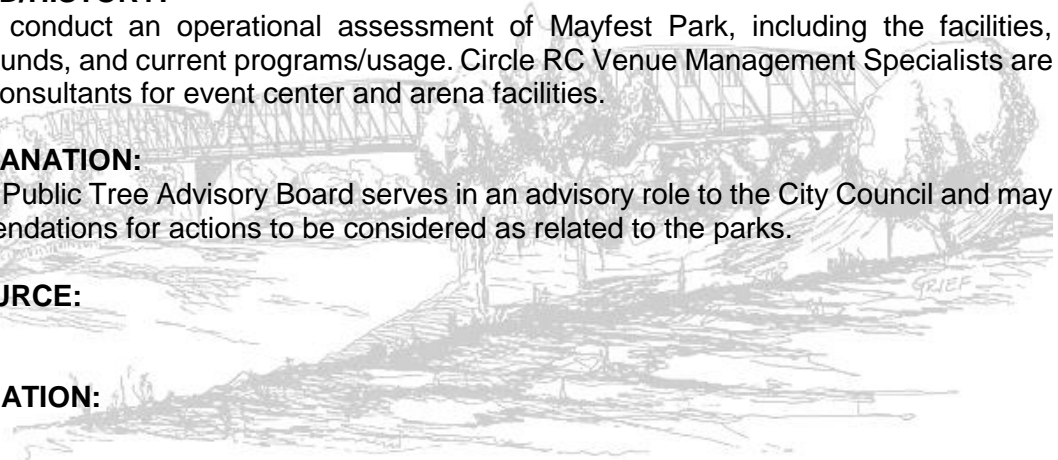 D/HISTORY:
conduct an operational assessment of Mayfest Park, including the facilities,
unds, and current programs/usage. Circle RC Venue Management Specialists are
onsultants for event center and arena facilities.
ANATION:
Public Tree Advisory Board serves in an advisory role to the City Council and may
endations for actions to be considered as related to the parks.
GRIEF
URCE:
ATION: